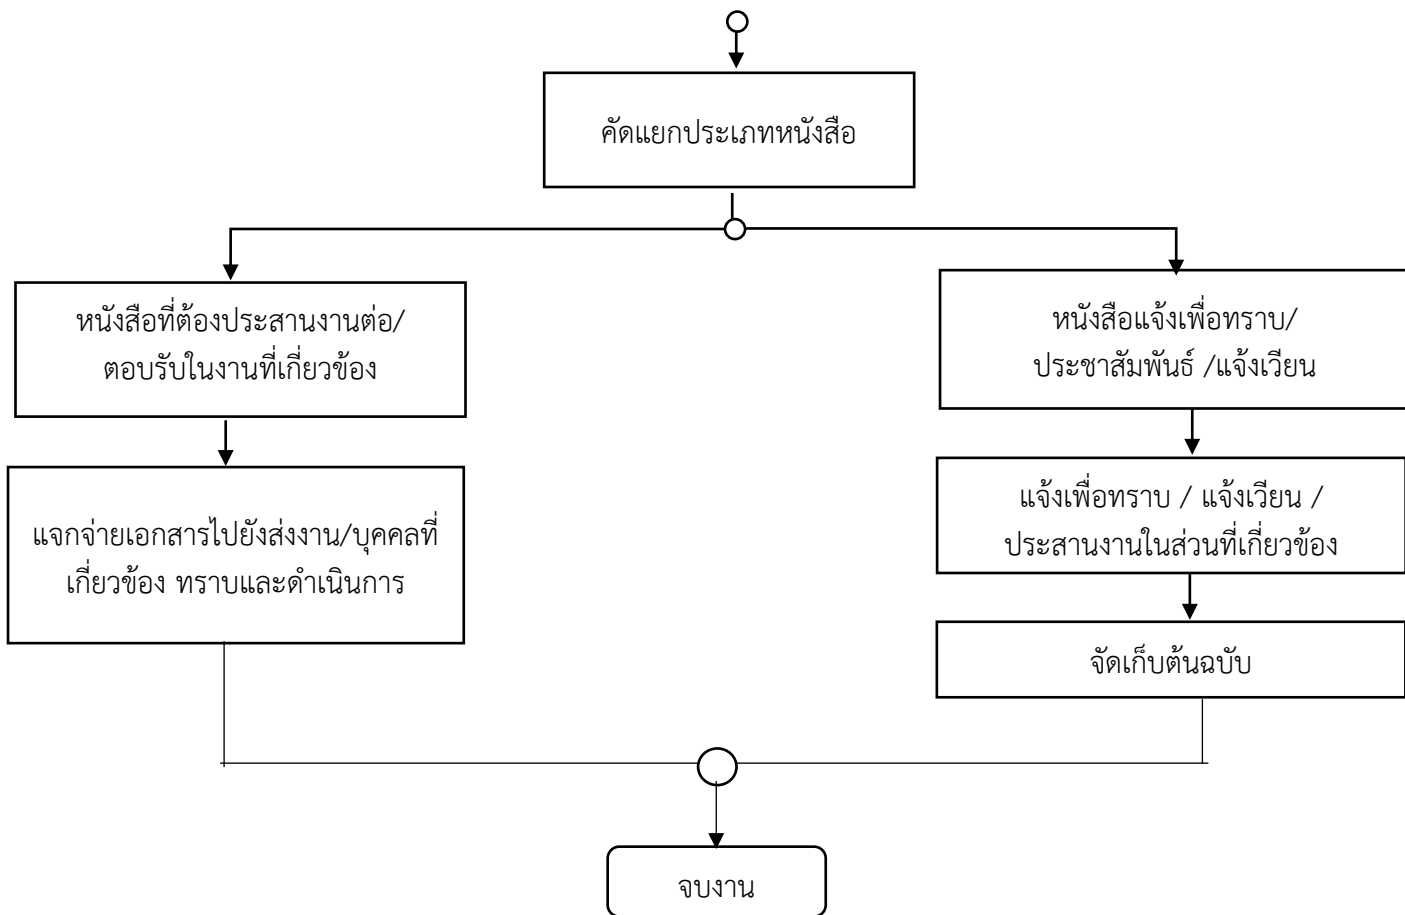 คัดแยกประเภทหนังสือ
หนังสือที่ต้องประสานงานต่อ/
ตอบรับในงานที่เกี่ยวข้อง
หนังสือแจ้งเพื่อทราบ/
ประชาสัมพันธ์ /แจ้งเวียน
แจกจ่ายเอกสารไปยังส่งงาน/บุคคลที่
เกี่ยวข้อง ทราบและดำเนินการ
แจ้งเพื่อทราบ / แจ้งเวียน /
ประสานงานในส่วนที่เกี่ยวข้อง
จัดเก็บต้นฉบับ
จบงาน